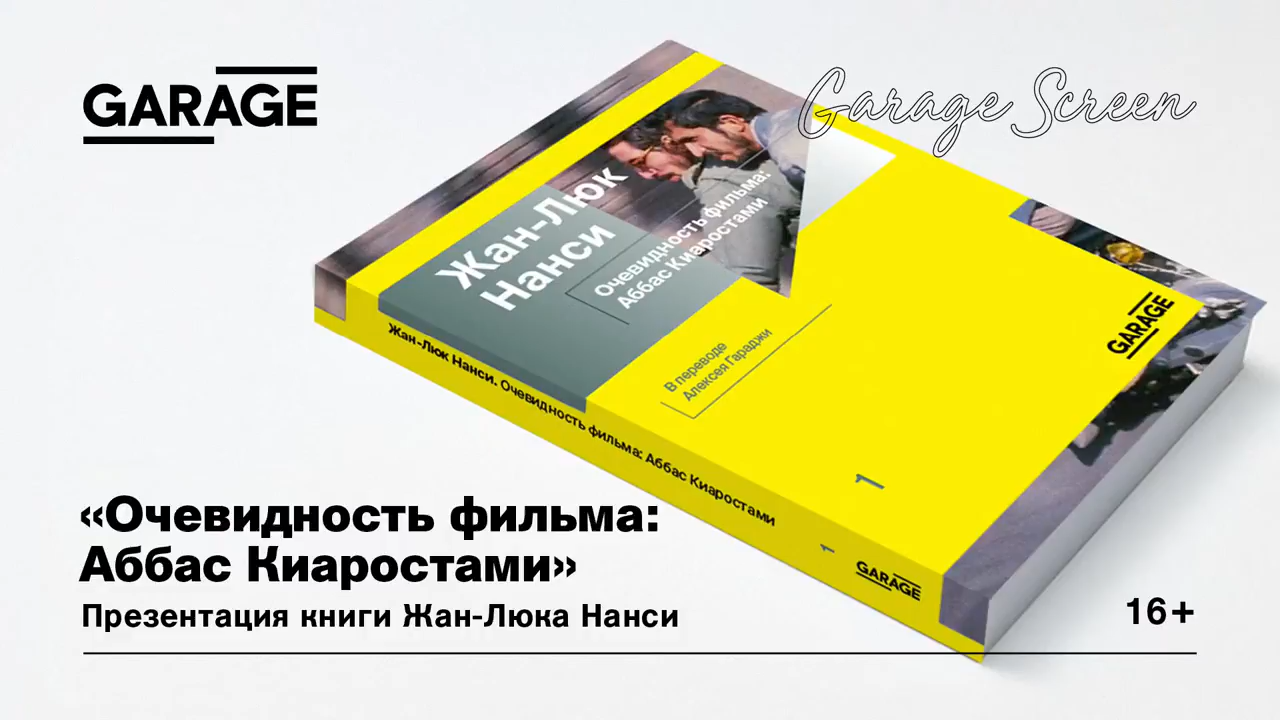 GARAGE
Garage Screen
Жан-Люк
Нанси
Очевидность фильма:
Аббас Киаростами
В переводе
Алексея Гараджи
GARAGE
1
Жан-Люк Нанси. Очевидность фильма: Аббас Киаростами
1
GARAGE
«Очевидность фильма:
Аббас Киаростами»
Презентация книги Жан-Люка Нанси
16+